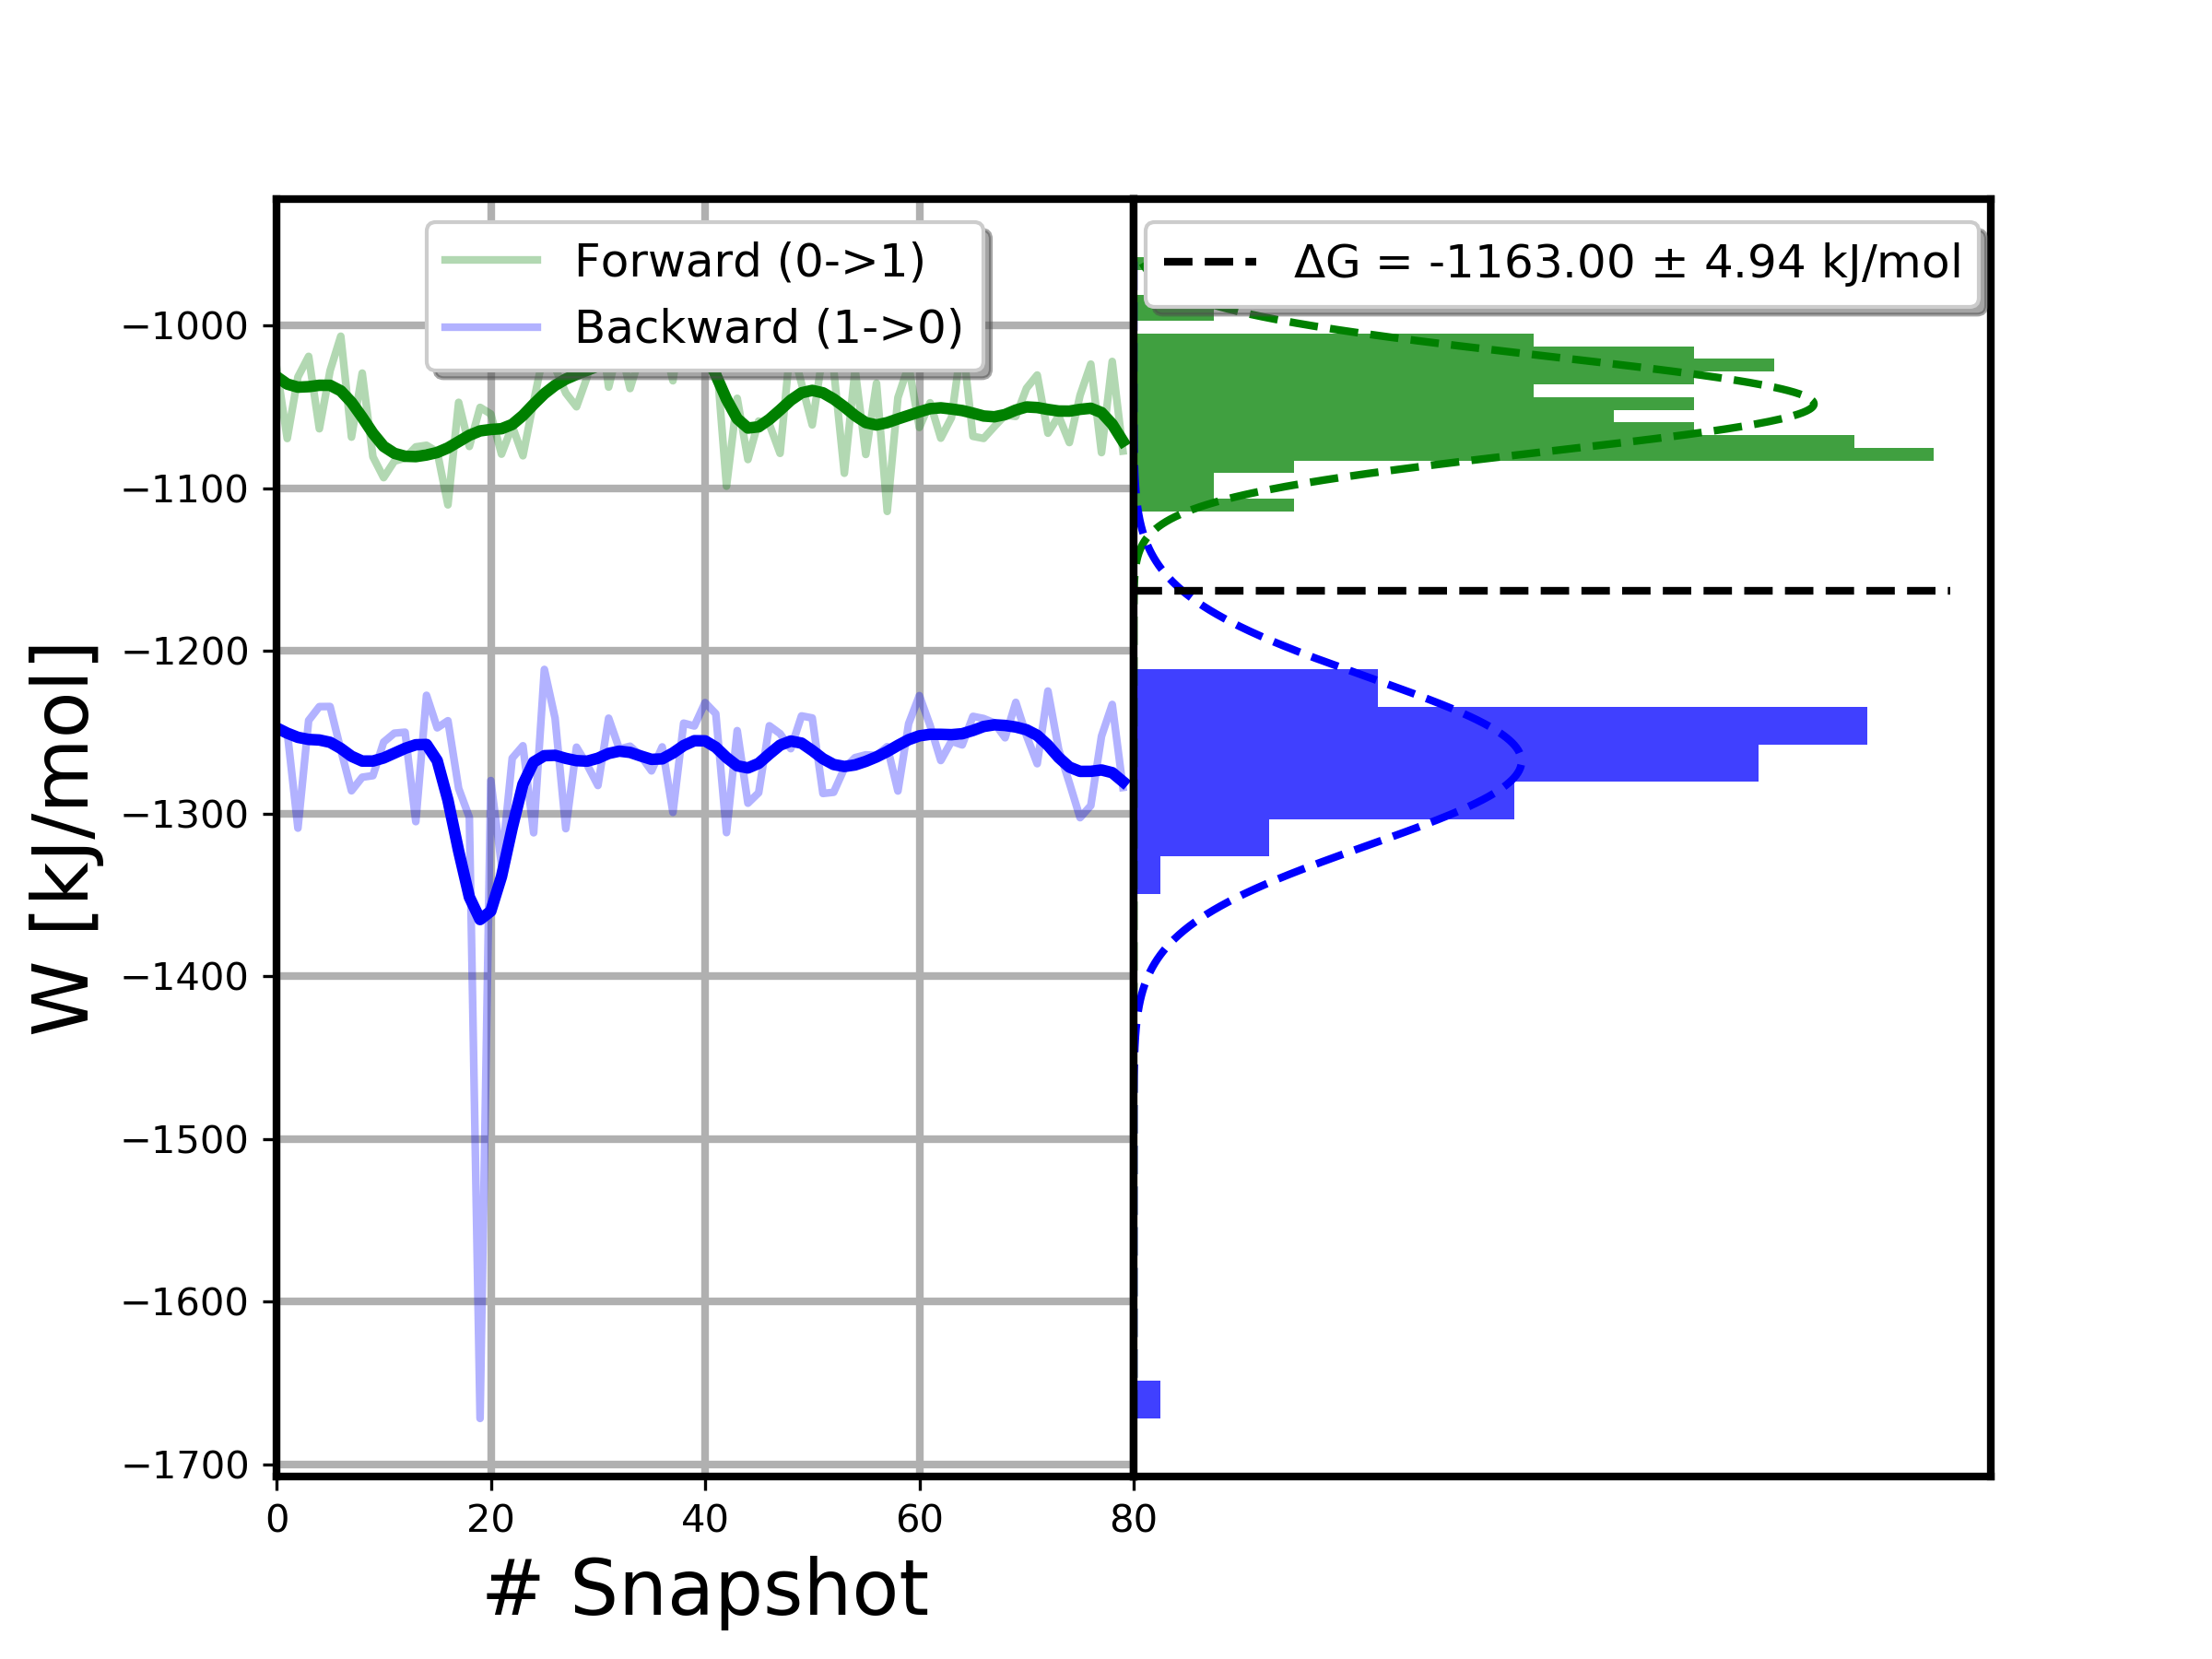 Forward (0->1)
Backward (1->0)
ΔG = -1163.00 ± 4.94 kJ/mol
W [kJ/mol]
−1000
−1100
−1200
−1300
−1400
−1500
−1600
−1700
0 20 40 60 80
# Snapshot